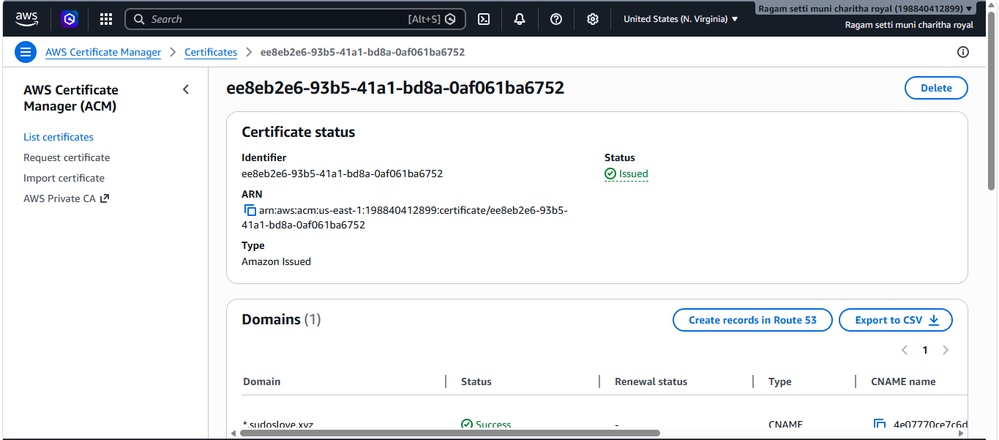 aws
Search [Alt+S]
United States (N. Virginia)
Ragam setti muni charitha royal (198840412899)
Ragam setti muni charitha royal
AWS Certificate Manager
Certificates
ee8eb2e6-93b5-41a1-bd8a-0af061ba6752
AWS Certificate
Manager (ACM)
List certificates
Request certificate
Import certificate
AWS Private CA
ee8eb2e6-93b5-41a1-bd8a-0af061ba6752
Delete
Certificate status
Identifier
ee8eb2e6-93b5-41a1-bd8a-0af061ba6752
Status
Issued
ARN
arn:aws:acm:us-east-1:198840412899:certificate/ee8eb2e6-93b5-
41a1-bd8a-0af061ba6752
Type
Amazon Issued
Domains (1)
Create records in Route 53
Export to CSV
1
Domain Status Renewal status Type CNAME name
*.sudoslove.xyz Success - CNAME 4e07770ce7c6d